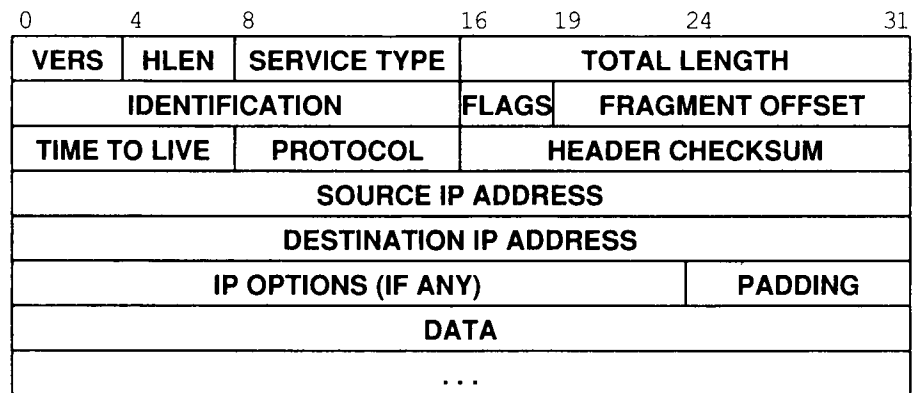 0 4 8 16 19 24 31
VERS HLEN SERVICE TYPE TOTAL LENGTH
IDENTIFICATION FLAGS FRAGMENT OFFSET
TIME TO LIVE PROTOCOL HEADER CHECKSUM
SOURCE IP ADDRESS
DESTINATION IP ADDRESS
IP OPTIONS (IF ANY) PADDING
DATA
...